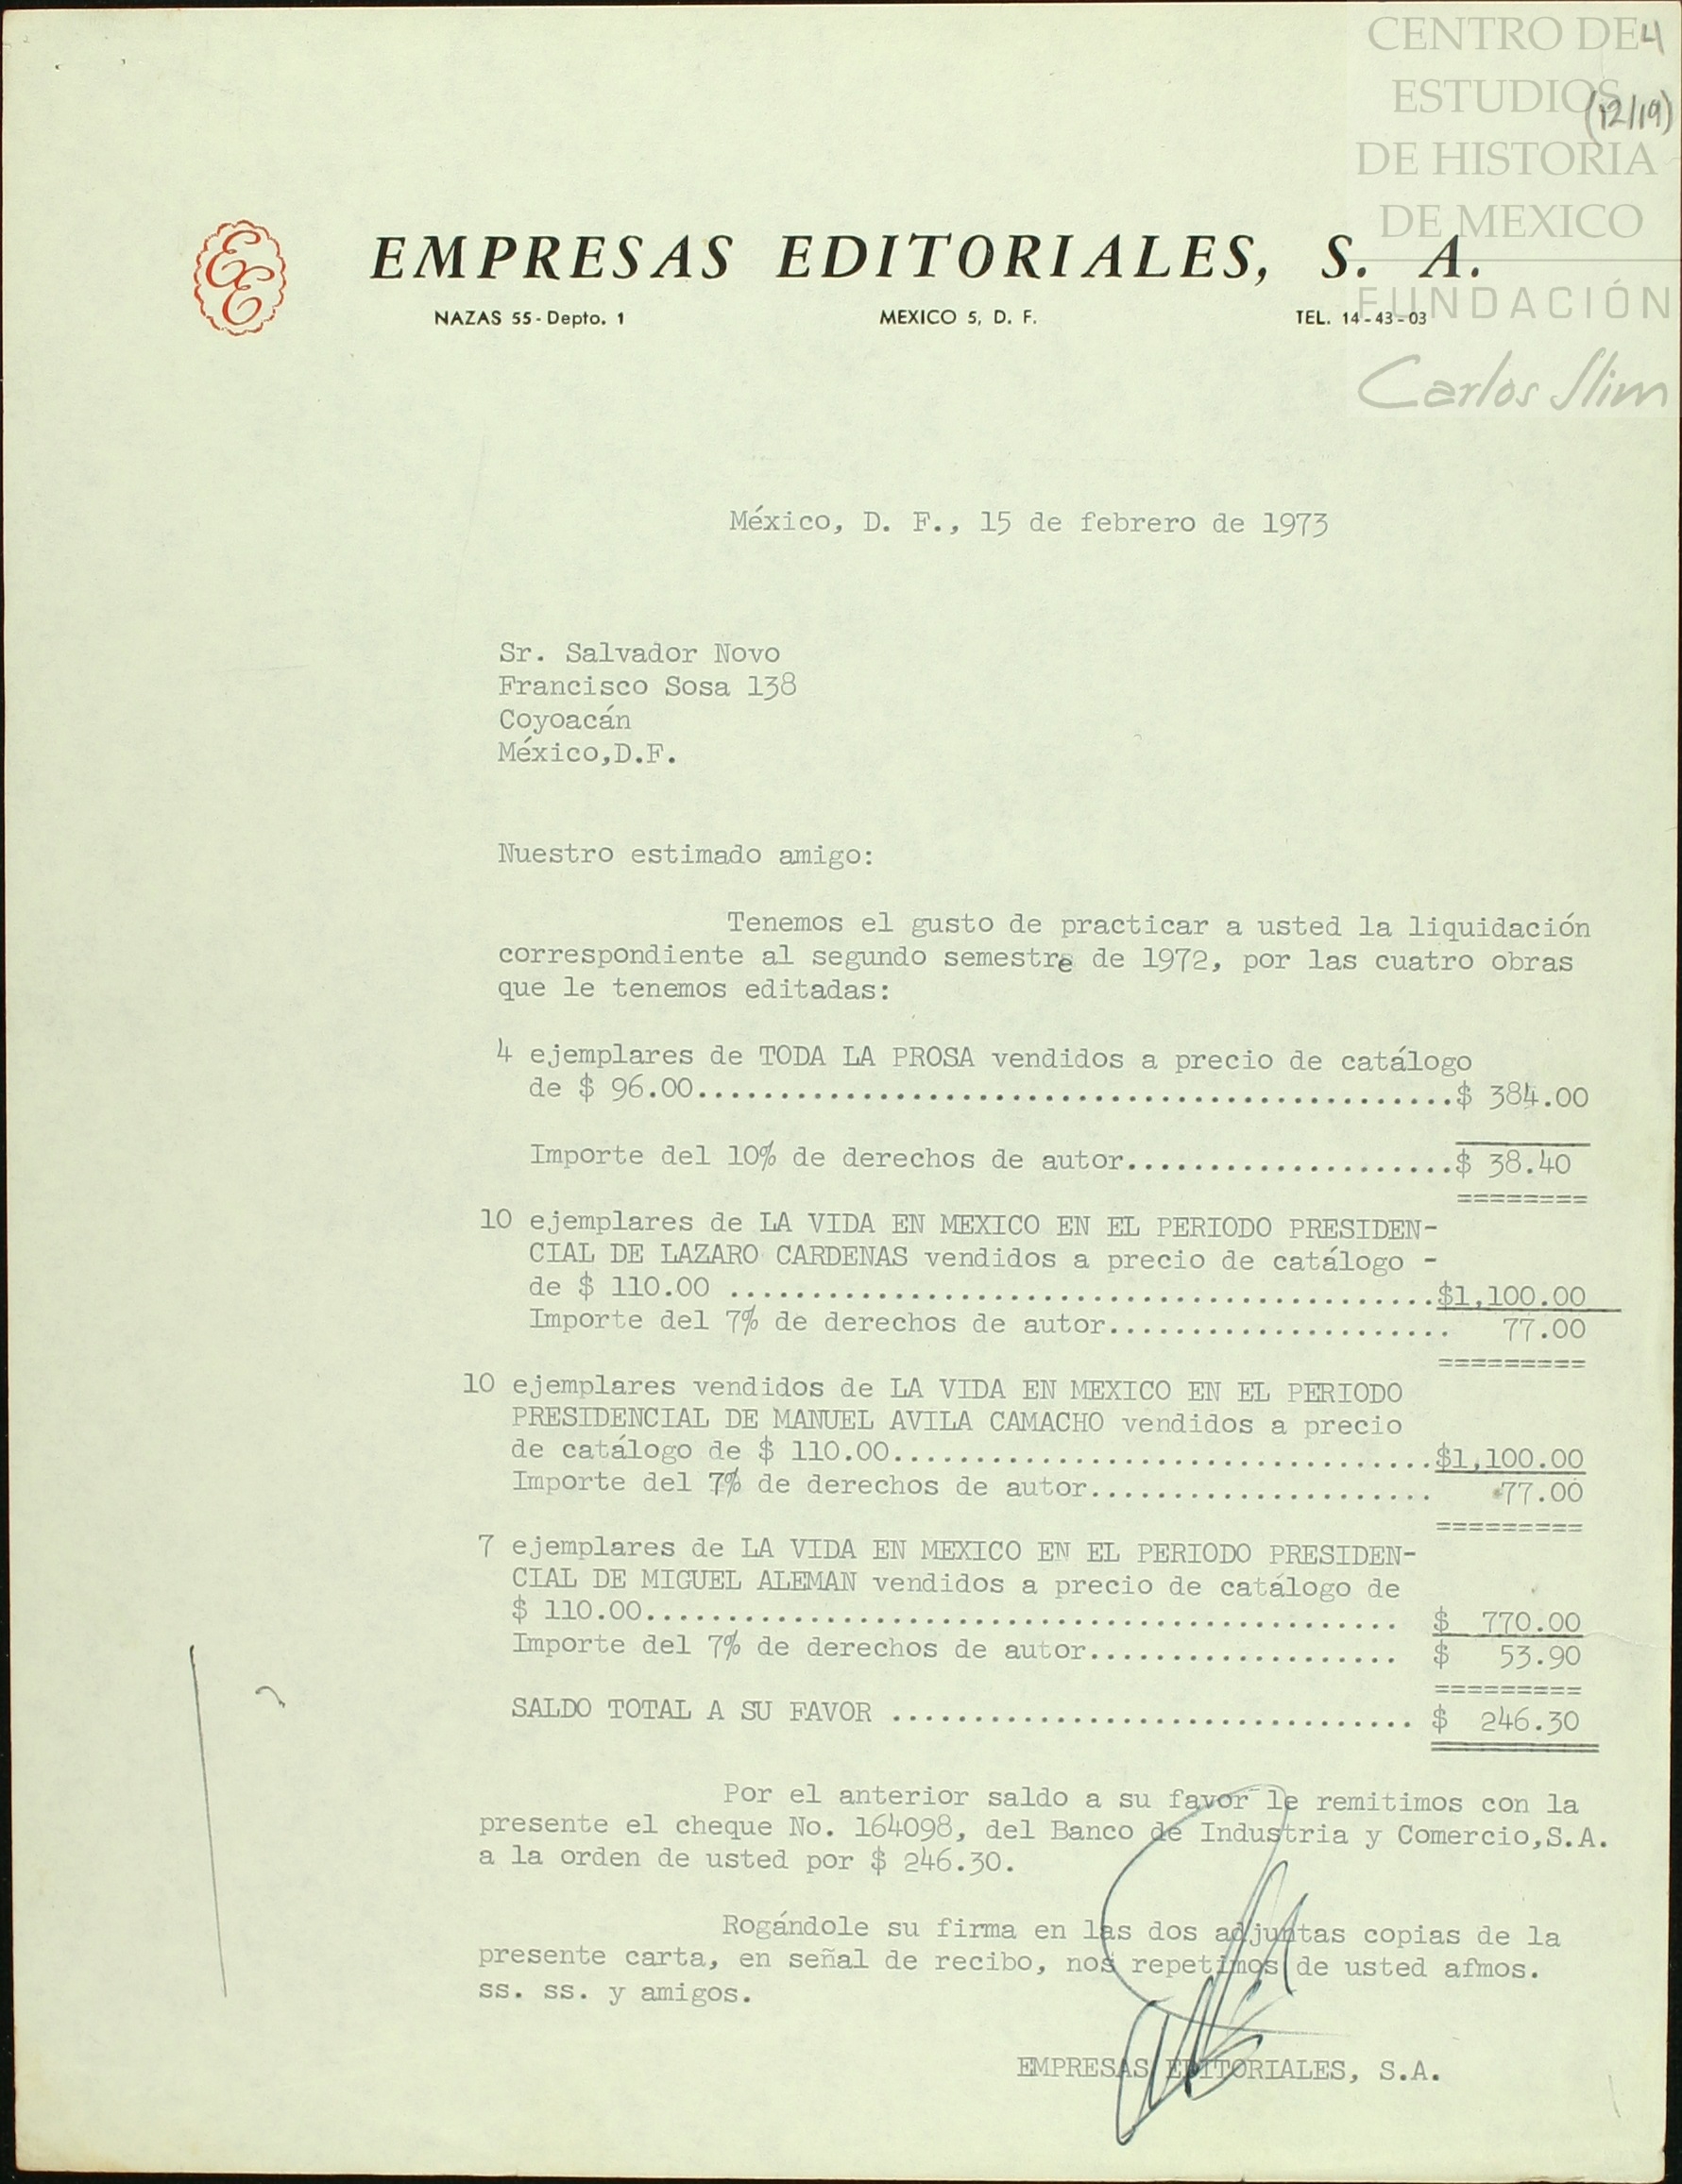 CENTRO DE
4
ESTUDIOS
(12/19)
DE HISTORIA
DE MEXICO
FUNDACIÓN
Carlos Slim
EE
EMPRESAS EDITORIALES, S. A.
NAZAS 55 - Depto. 1 MEXICO 5, D. F. TEL. 14-43-03
México, D. F., 15 de febrero de 1973
Sr. Salvador Novo
Francisco Sosa 138
Coyoacán
México,D.F.
Nuestro estimado amigo:
Tenemos el gusto de practicar a usted la liquidación
correspondiente al segundo semestre de 1972, por las cuatro obras
que le tenemos editadas:
4 ejemplares de TODA LA PROSA vendidos a precio de catálogo
de $ 96.00..............................................$ 384.00
Importe del 10% de derechos de autor....................$ 38.40
========
10 ejemplares de LA VIDA EN MEXICO EN EL PERIODO PRESIDEN-
CIAL DE LAZARO CARDENAS vendidos a precio de catálogo -
de $ 110.00 ...........................................$1,100.00
Importe del 7% de derechos de autor..................... 77.00
=========
10 ejemplares vendidos de LA VIDA EN MEXICO EN EL PERIODO
PRESIDENCIAL DE MANUEL AVILA CAMACHO vendidos a precio
de catálogo de $ 110.00.................................$1,100.00
Importe del 7% de derechos de autor..................... 77.00
=========
7 ejemplares de LA VIDA EN MEXICO EN EL PERIODO PRESIDEN-
CIAL DE MIGUEL ALEMAN vendidos a precio de catálogo de
$ 110.00.............................................. $ 770.00
Importe del 7% de derechos de autor................... $ 53.90
=========
SALDO TOTAL A SU FAVOR ................................ $ 246.30
Por el anterior saldo a su favor le remitimos con la
presente el cheque No. 164098, del Banco de Industria y Comercio,S.A.
a la orden de usted por $ 246.30.
Rogándole su firma en las dos adjuntas copias de la
presente carta, en señal de recibo, nos repetimos de usted afmos.
ss. ss. y amigos.
EMPRESAS EDITORIALES, S.A.